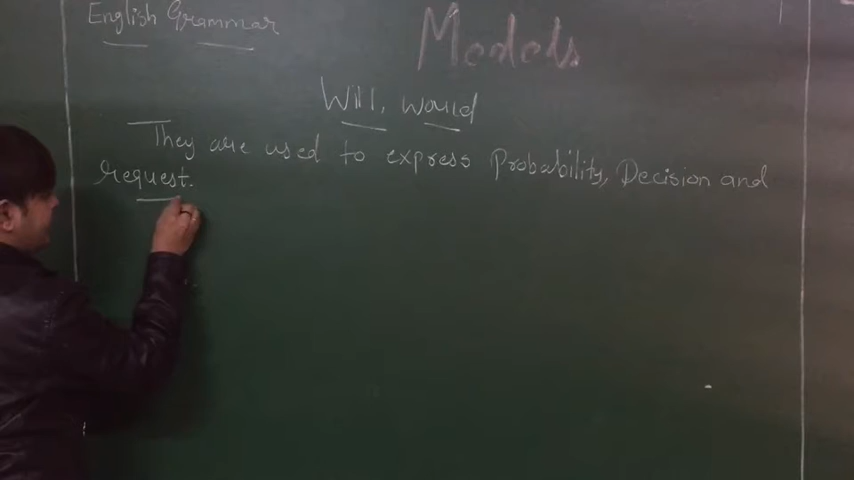 English Grammar
Models
Will, would
They are used to express Probability, Decision and
request.